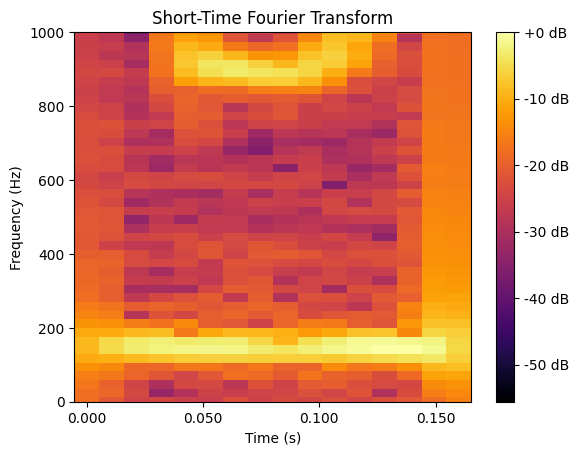 Short-Time Fourier Transform
1000
800
600
400
200
0
Frequency (Hz)
0.000
0.050
0.100
0.150
Time (s)
+0 dB
-10 dB
-20 dB
-30 dB
-40 dB
-50 dB